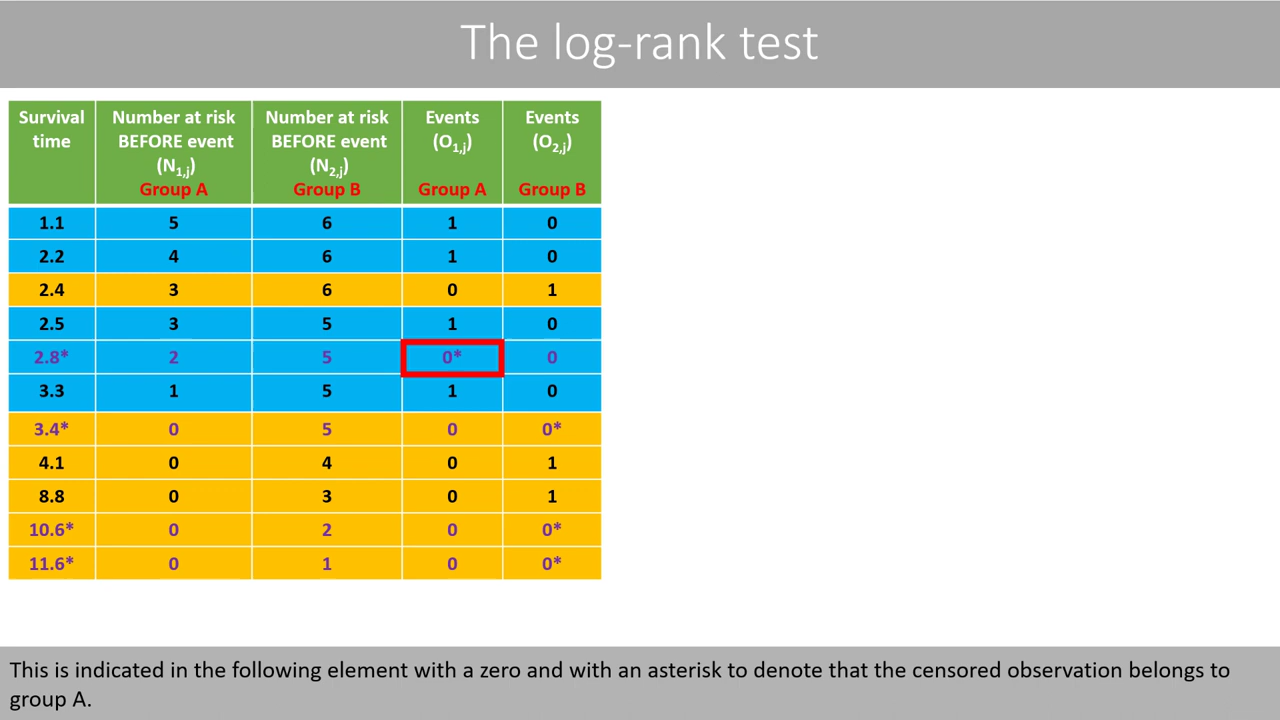 The log-rank test
Survival time | Number at risk BEFORE event (N1,j) Group A | Number at risk BEFORE event (N2,j) Group B | Events (O1,j) Group A | Events (O2,j) Group B
1.1 5 6 1 0
2.2 4 6 1 0
2.4 3 6 0 1
2.5 3 5 1 0
2.8* 2 5 0* 0
3.3 1 5 1 0
3.4* 0 5 0 0*
4.1 0 4 0 1
8.8 0 3 0 1
10.6* 0 2 0 0*
11.6* 0 1 0 0*
This is indicated in the following element with a zero and with an asterisk to denote that the censored observation belongs to
group A.